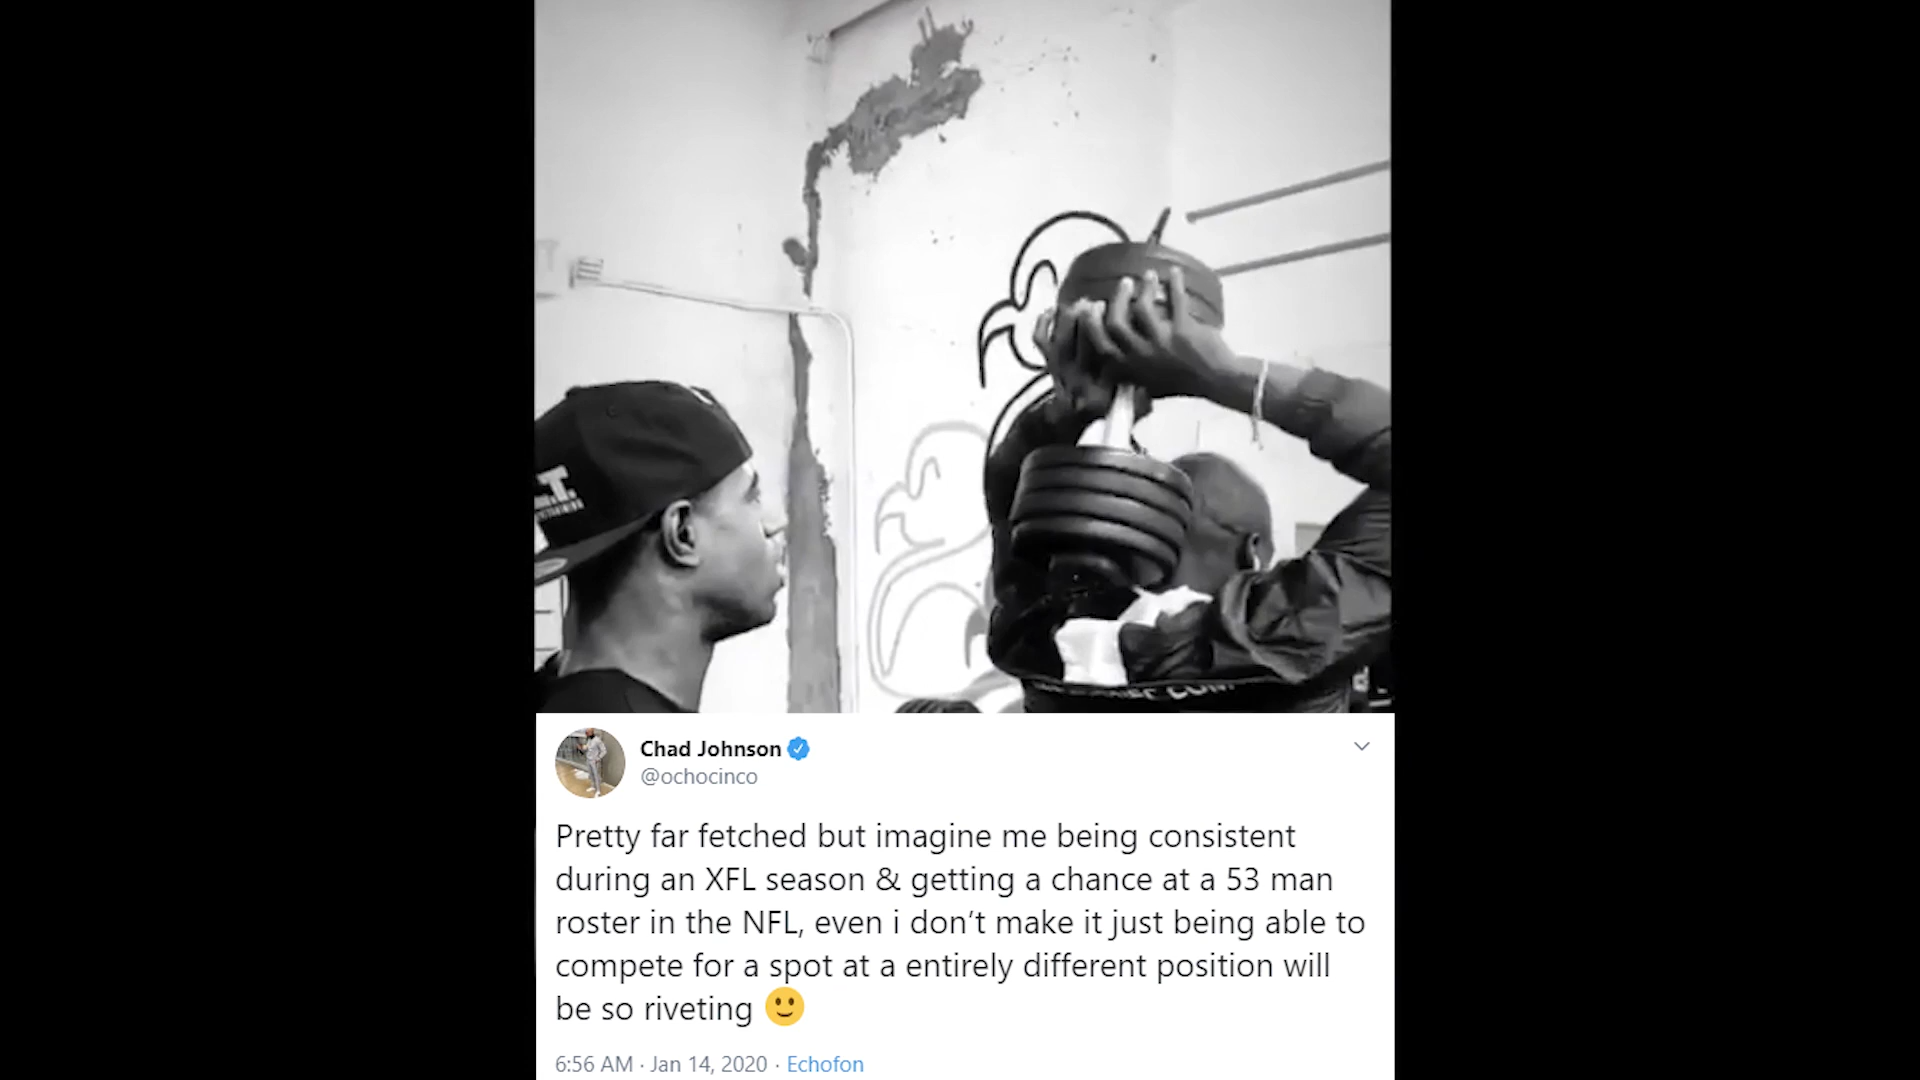 Chad Johnson
@ochocinco
Pretty far fetched but imagine me being consistent
during an XFL season & getting a chance at a 53 man
roster in the NFL, even i don’t make it just being able to
compete for a spot at a entirely different position will
be so riveting 🙂
6:56 AM · Jan 14, 2020 · Echofon